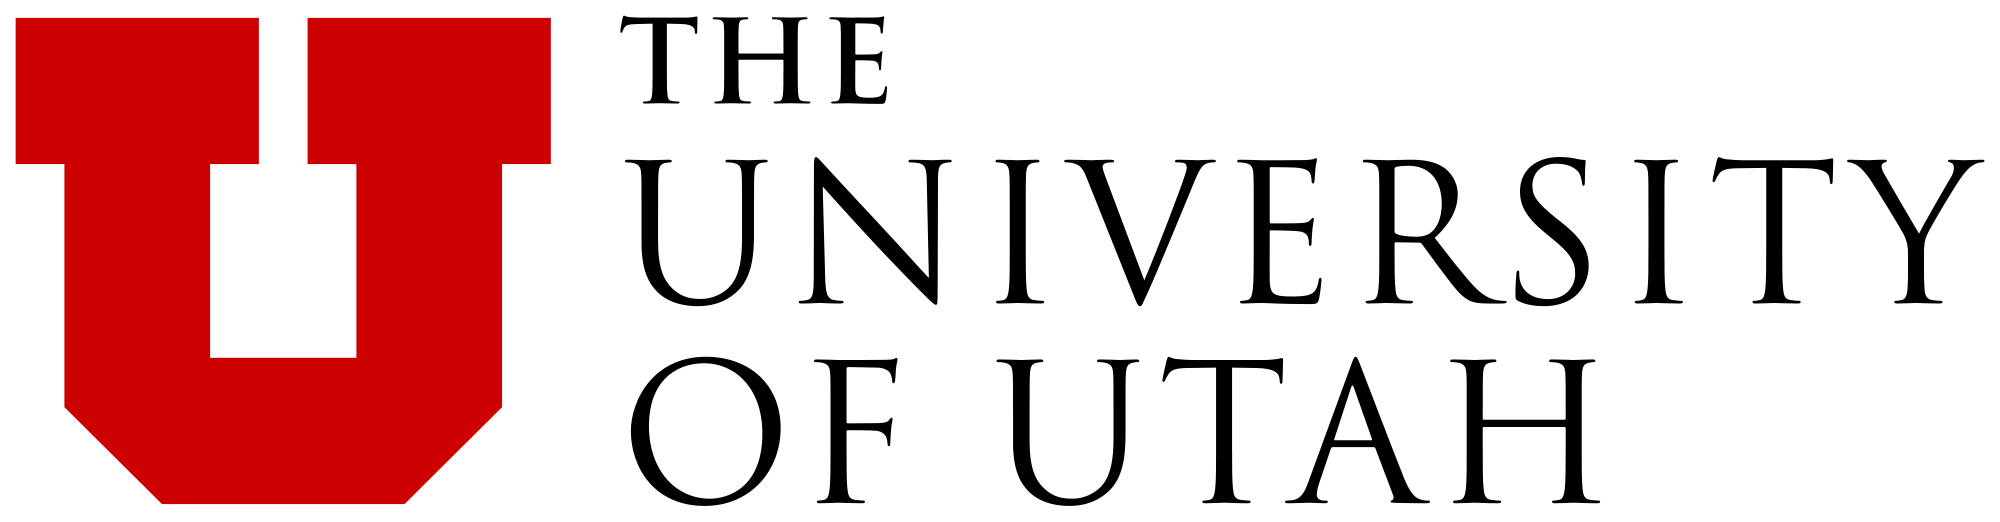 U
THE
UNIVERSITY
OF UTAH